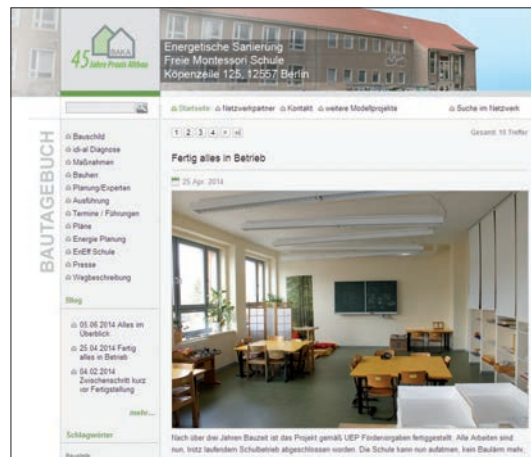 BAKA
45 Jahre Praxis Altbau
Energetische Sanierung
Freie Montessori Schule
Köpenzeile 125, 12557 Berlin
Startseite
Netzwerkpartner
Kontakt
weitere Modellprojekte
Suche im Netzwerk
BAUTAGEBUCH
Bauschild
idi-al Diagnose
Maßnahmen
Bauherr
Planung/Experten
Ausführung
Termine / Führungen
Pläne
Energie Planung
EnEff Schule
Presse
Wegbeschreibung
Blog
05.06.2014 Alles im
Überblick
25.04.2014 Fertig
alles in Betrieb
04.02.2014
Zwischenschritt kurz
vor Fertigstellung
mehr...
Schlagwörter
1 2 3 4 > >|
Gesamt: 10 Treffer
Fertig alles in Betrieb
25 Apr. 2014
Nach über drei Jahren Bauzeit ist das Projekt gemäß UEP Fördervorgaben fertiggestellt. Alle Arbeiten sind
nun, trotz laufendem Schulbetrieb abgeschlossen worden. Die Schule kann nun aufatmen, kein Baulärm mehr,